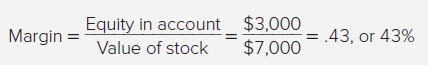 Margin = Equity in account / Value of stock = $3,000 / $7,000 = .43, or 43%